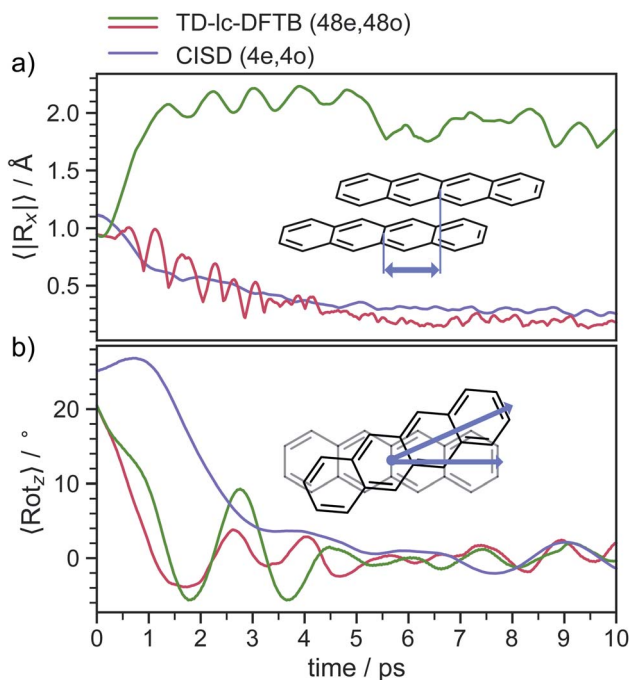 TD-lc-DFTB (48e,48o)
CISD (4e,4o)
a)
⟨|Rₓ|⟩ / Å
2.0
1.5
1.0
0.5
b)
⟨Rot_z⟩ / °
20
10
0
0 1 2 3 4 5 6 7 8 9 10
time / ps